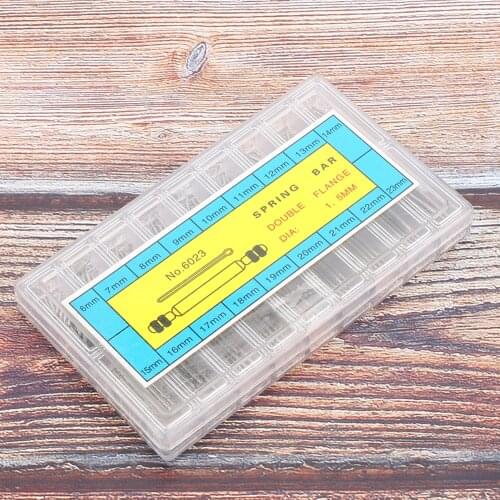 6mm 7mm 8mm 9mm 10mm 11mm 12mm 13mm 14mm
No.6023
SPRING BAR
DOUBLE FLANGE
DIA: 1.5MM
15mm 16mm 17mm 18mm 19mm 20mm 21mm 22mm 23mm